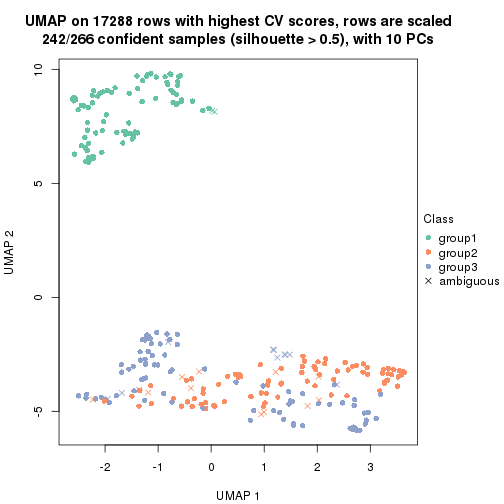 UMAP on 17288 rows with highest CV scores, rows are scaled
242/266 confident samples (silhouette > 0.5), with 10 PCs
10
5
0
-5
UMAP 2
-2
-1
0
1
2
3
UMAP 1
Class
group1
group2
group3
ambiguous